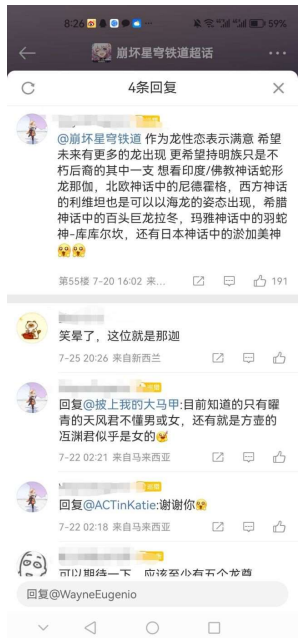 8:26
59%
崩坏星穹铁道超话
4条回复
@崩坏星穹铁道 作为龙性恋表示满意 希望
未来有更多的龙出现 更希望持明族只是不
朽后裔的其中一支 想看印度/佛教神话蛇形
龙那伽，北欧神话中的尼德霍格，西方神话
的利维坦也是可以以海龙的姿态出现，希腊
神话中的百头巨龙拉冬，玛雅神话中的羽蛇
神-库库尔坎，还有日本神话中的淤加美神
第55楼 7-20 16:02 来...
191
笑晕了，这位就是那迦
7-25 20:26 来自新西兰
回复@披上我的大马甲:目前知道的只有曜
青的天风君不懂男或女，还有就是方壶的
冱渊君似乎是女的
7-22 02:21 来自马来西亚
回复@ACTinKatie:谢谢你
7-22 02:18 来自马来西亚
可以期待一下，应该至少有五个龙尊
回复@WayneEugenio